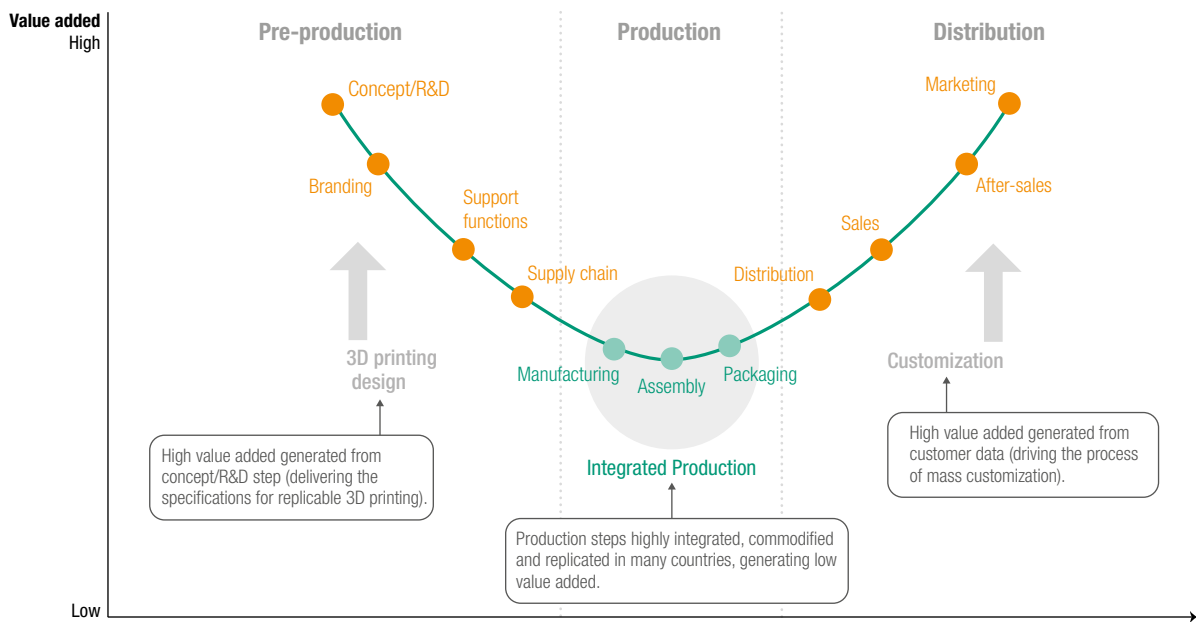 Value added
High
Pre-production
Production
Distribution
Concept/R&D
Branding
Support
functions
Supply chain
Manufacturing
Assembly
Packaging
Distribution
Sales
After-sales
Marketing
3D printing
design
High value added generated from
concept/R&D step (delivering the
specifications for replicable 3D printing).
Integrated Production
Production steps highly integrated, commodified
and replicated in many countries, generating low
value added.
Customization
High value added generated from
customer data (driving the process
of mass customization).
Low